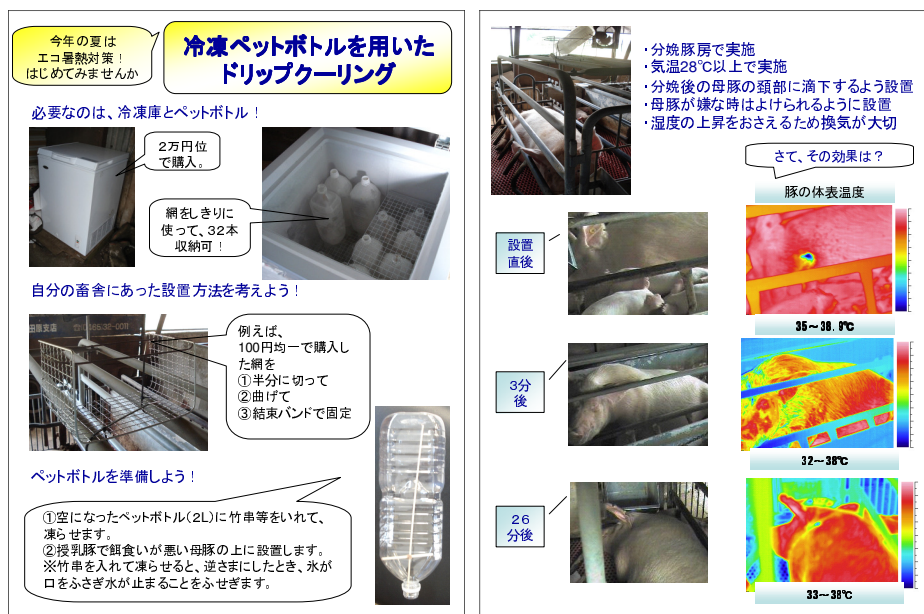 今年の夏は
エコ暑熱対策！
はじめてみませんか
冷凍ペットボトルを用いた
ドリップクーリング
必要なのは、冷凍庫とペットボトル！
２万円位
で購入。
網をしきりに
使って、３２本
収納可！
自分の畜舎にあった設置方法を考えよう！
田原支店
例えば、
100円均一で購入し
た網を
①半分に切って
②曲げて
③結束バンドで固定
ペットボトルを準備しよう！
①空になったペットボトル（２L）に竹串等をいれて、
凍らせます。
②授乳豚で餌食いが悪い母豚の上に設置します。
※竹串を入れて凍らせると、逆さまにしたとき、氷が
口をふさぎ水が止まることをふせぎます。
・分娩豚房で実施
・気温28℃以上で実施
・分娩後の母豚の頚部に滴下するよう設置
・母豚が嫌な時はよけられるように設置
・湿度の上昇をおさえるため換気が大切
さて、その効果は？
豚の体表温度
設置
直後
35～38.9℃
３分
後
32～38℃
２６
分後
33～38℃